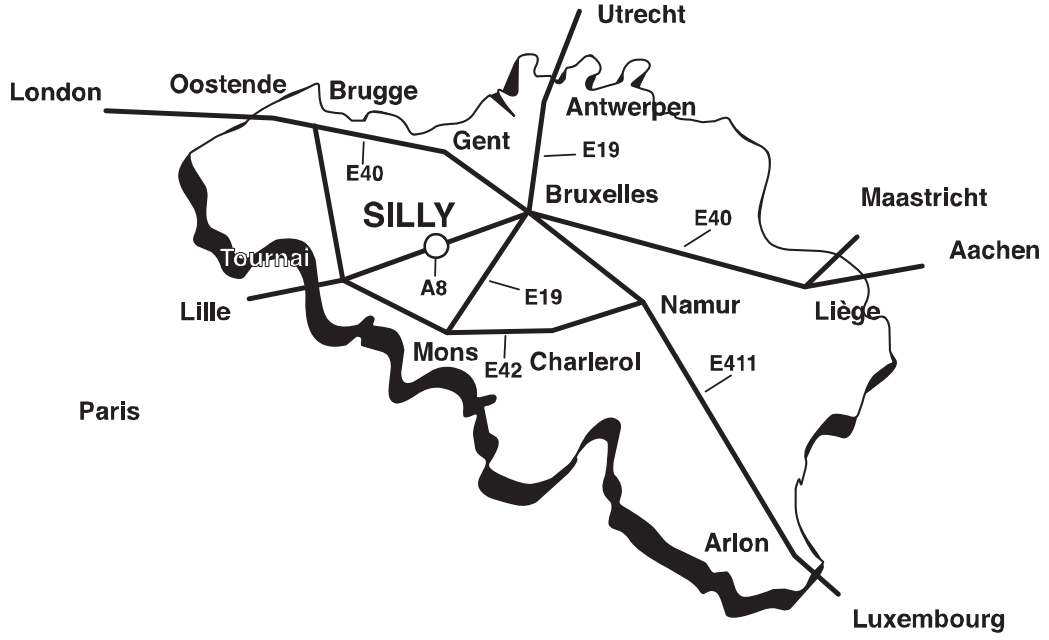 Utrecht
London
Oostende
Brugge
Antwerpen
Gent
E19
E40
Bruxelles
Maastricht
SILLY
E40
Aachen
Tournai
A8
E19
Lille
Namur
Liège
Mons
E42
Charlerol
E411
Paris
Arlon
Luxembourg